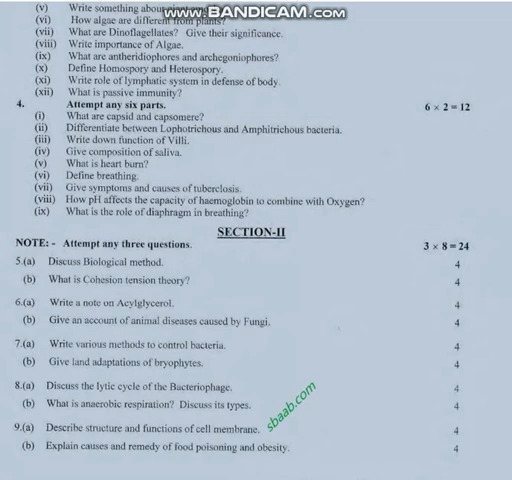 (v) Write something about
www.BANDICAM.com
(vi) How algae are different from plants?
(vii) What are Dinoflagellates? Give their significance.
(viii) Write importance of Algae.
(ix) What are antheridiophores and archegoniophores?
(x) Define Homospory and Heterospory.
(xi) Write role of lymphatic system in defense of body.
(xii) What is passive immunity?
4. Attempt any six parts. 6 × 2 = 12
(i) What are capsid and capsomere?
(ii) Differentiate between Lophotrichous and Amphitrichous bacteria.
(iii) Write down function of Villi.
(iv) Give composition of saliva.
(v) What is heart burn?
(vi) Define breathing.
(vii) Give symptoms and causes of tuberclosis.
(viii) How pH affects the capacity of haemoglobin to combine with Oxygen?
(ix) What is the role of diaphragm in breathing?
SECTION-II
NOTE: - Attempt any three questions. 3 × 8 = 24
5.(a) Discuss Biological method. 4
(b) What is Cohesion tension theory? 4
6.(a) Write a note on Acylglycerol. 4
(b) Give an account of animal diseases caused by Fungi. 4
7.(a) Write various methods to control bacteria. 4
(b) Give land adaptations of bryophytes. 4
8.(a) Discuss the lytic cycle of the Bacteriophage. 4
(b) What is anaerobic respiration? Discuss its types. 4
sbaab.com
9.(a) Describe structure and functions of cell membrane. 4
(b) Explain causes and remedy of food poisoning and obesity. 4